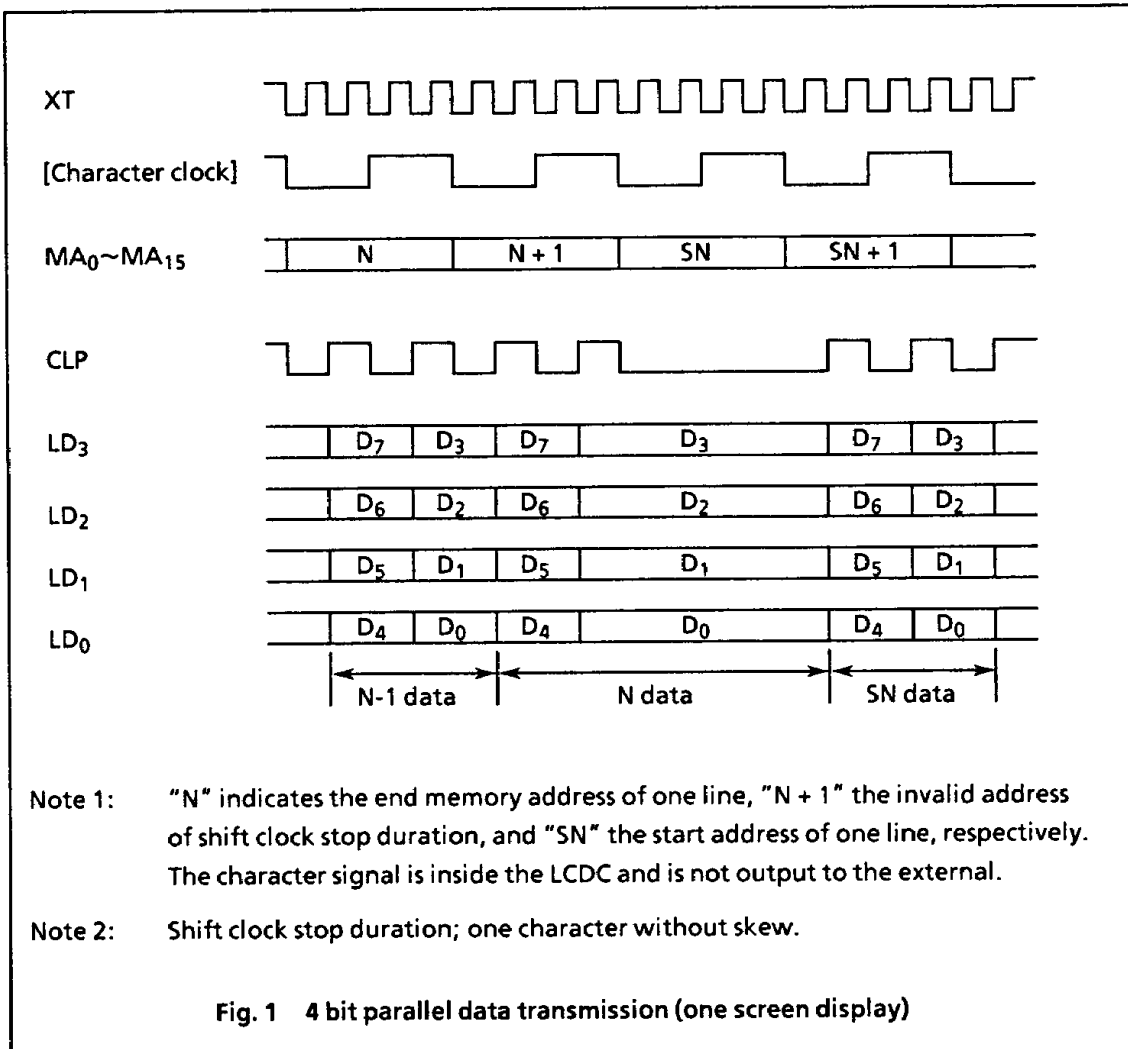 XT
[Character clock]
MA₀~MA₁₅ N N + 1 SN SN + 1
CLP
LD₃ D₇ D₃ D₇ D₃ D₇ D₃
LD₂ D₆ D₂ D₆ D₂ D₆ D₂
LD₁ D₅ D₁ D₅ D₁ D₅ D₁
LD₀ D₄ D₀ D₄ D₀ D₄ D₀
N-1 data N data SN data
Note 1: "N" indicates the end memory address of one line, "N + 1" the invalid address
of shift clock stop duration, and "SN" the start address of one line, respectively.
The character signal is inside the LCDC and is not output to the external.
Note 2: Shift clock stop duration; one character without skew.
Fig. 1 4 bit parallel data transmission (one screen display)